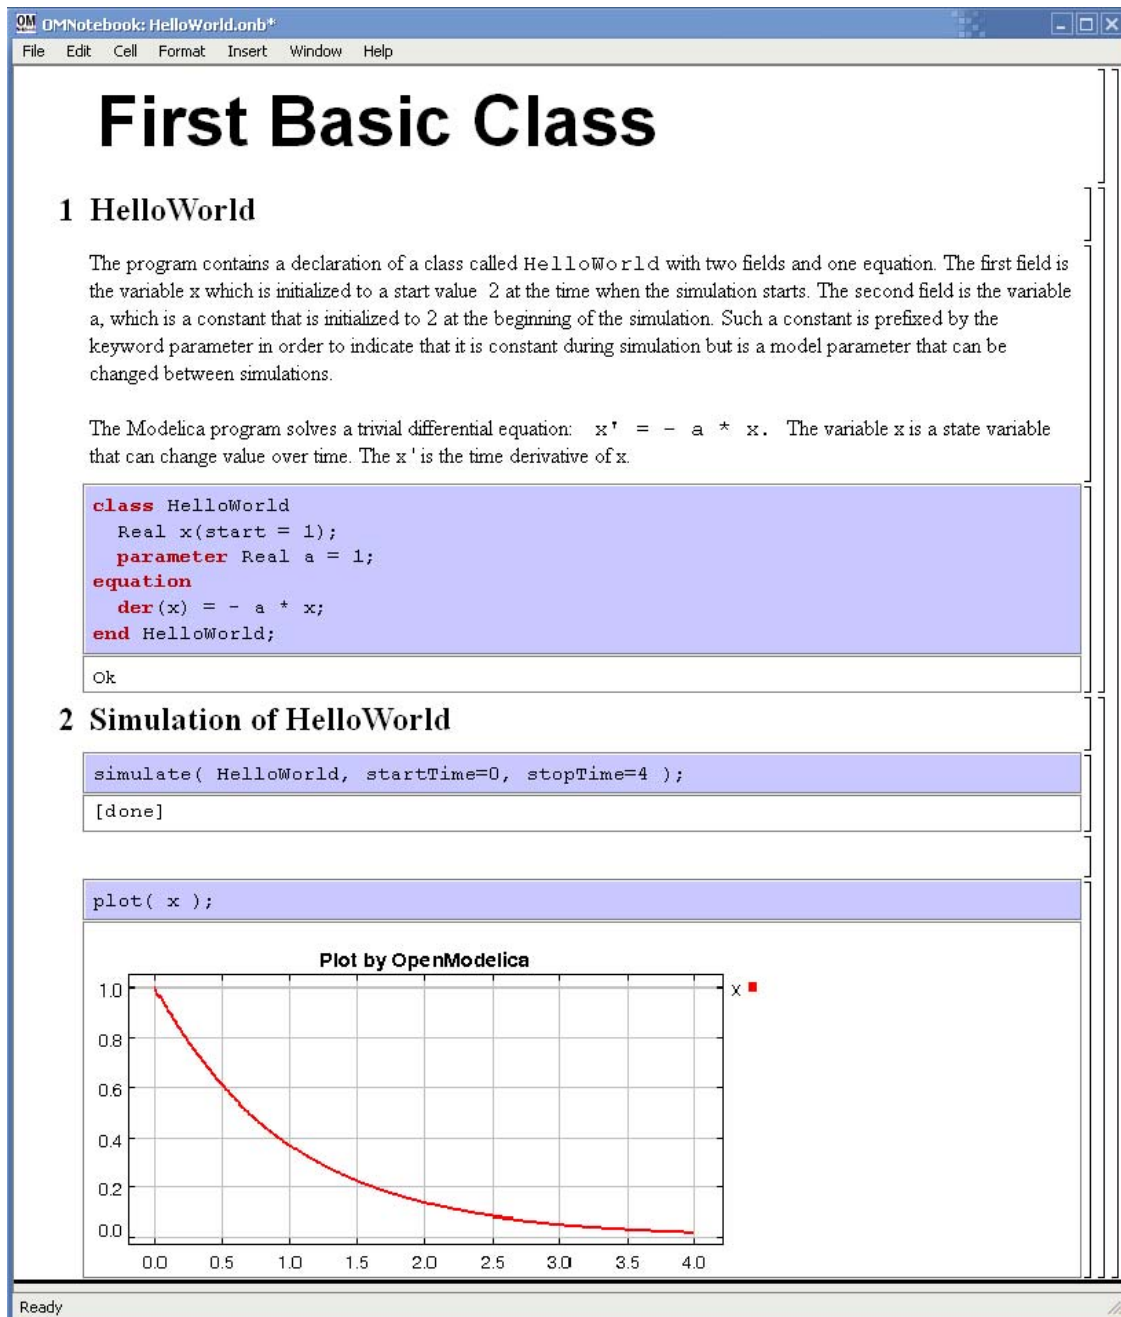 OM OMNotebook: HelloWorld.onb*
File Edit Cell Format Insert Window Help
First Basic Class
1 HelloWorld
The program contains a declaration of a class called HelloWorld with two fields and one equation. The first field is
the variable x which is initialized to a start value 2 at the time when the simulation starts. The second field is the variable
a, which is a constant that is initialized to 2 at the beginning of the simulation. Such a constant is prefixed by the
keyword parameter in order to indicate that it is constant during simulation but is a model parameter that can be
changed between simulations.
The Modelica program solves a trivial differential equation: x' = - a * x. The variable x is a state variable
that can change value over time. The x ' is the time derivative of x.
class HelloWorld
Real x(start = 1);
parameter Real a = 1;
equation
der(x) = - a * x;
end HelloWorld;
Ok
2 Simulation of HelloWorld
simulate( HelloWorld, startTime=0, stopTime=4 );
[done]
plot( x );
Plot by OpenModelica
1.0
x
0.8
0.6
0.4
0.2
0.0
0.0 0.5 1.0 1.5 2.0 2.5 3.0 3.5 4.0
Ready